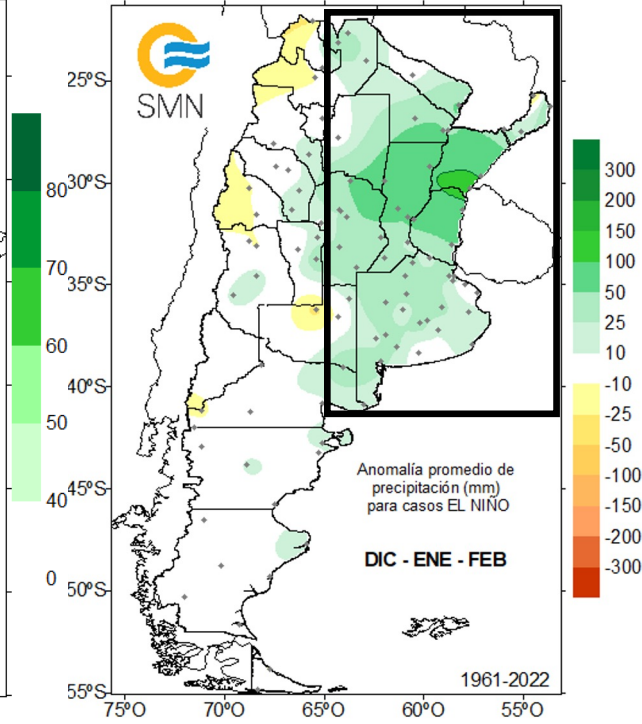 SMN
25ºS
30ºS
35ºS
40ºS
45ºS
50ºS
55ºS
75ºO
70ºO
65ºO
60ºO
55ºO
80
70
60
50
40
0
Anomalía promedio de
precipitación (mm)
para casos EL NIÑO
DIC - ENE - FEB
1961-2022
300
200
150
100
50
25
10
-10
-25
-50
-100
-150
-200
-300